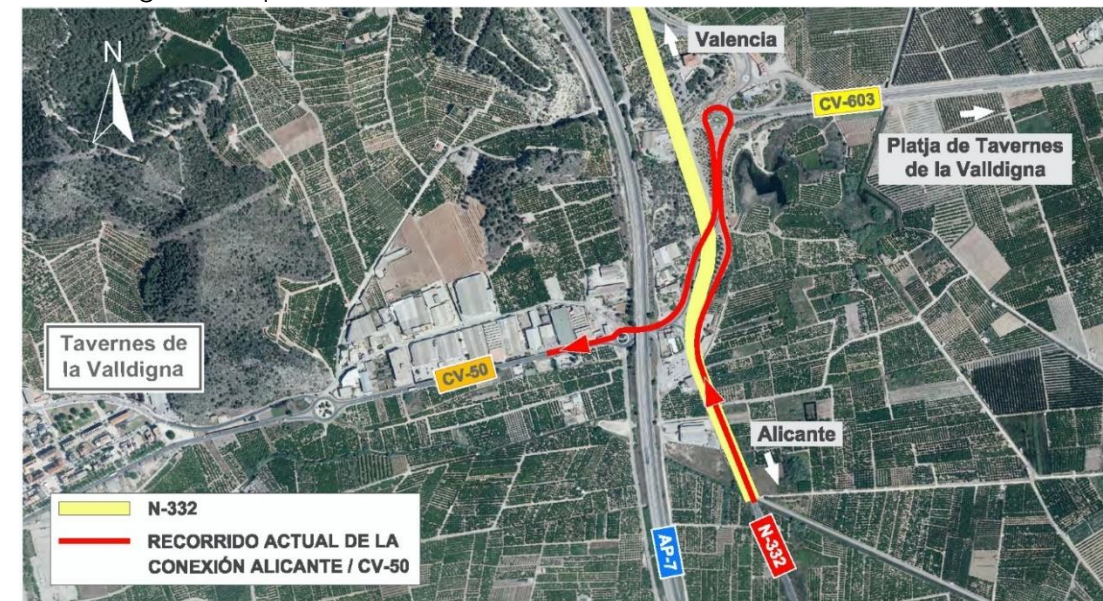 N
Valencia
CV-603
Platja de Tavernes
de la Valldigna
Tavernes de
la Valldigna
CV-50
Alicante
N-332
RECORRIDO ACTUAL DE LA
CONEXIÓN ALICANTE / CV-50
AP-7
N-332